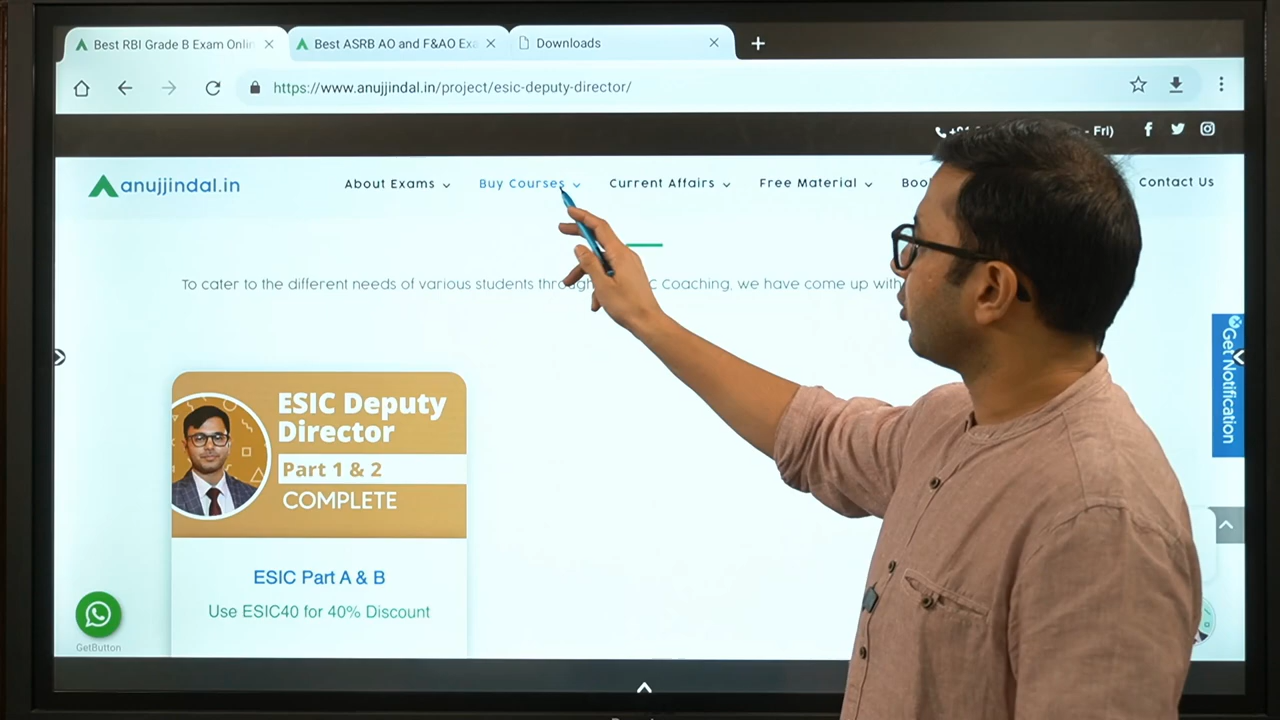 Best RBI Grade B Exam Onlin
Best ASRB AO and F&AO Exa
Downloads
https://www.anujjindal.in/project/esic-deputy-director/
Fri)
anujjindal.in
About Exams
Buy Courses
Current Affairs
Free Material
Contact Us
To cater to the different needs of various students Coaching, we have come up with
ESIC Deputy
Director
Part 1 & 2
COMPLETE
ESIC Part A & B
Use ESIC40 for 40% Discount
GetButton
Get Notification